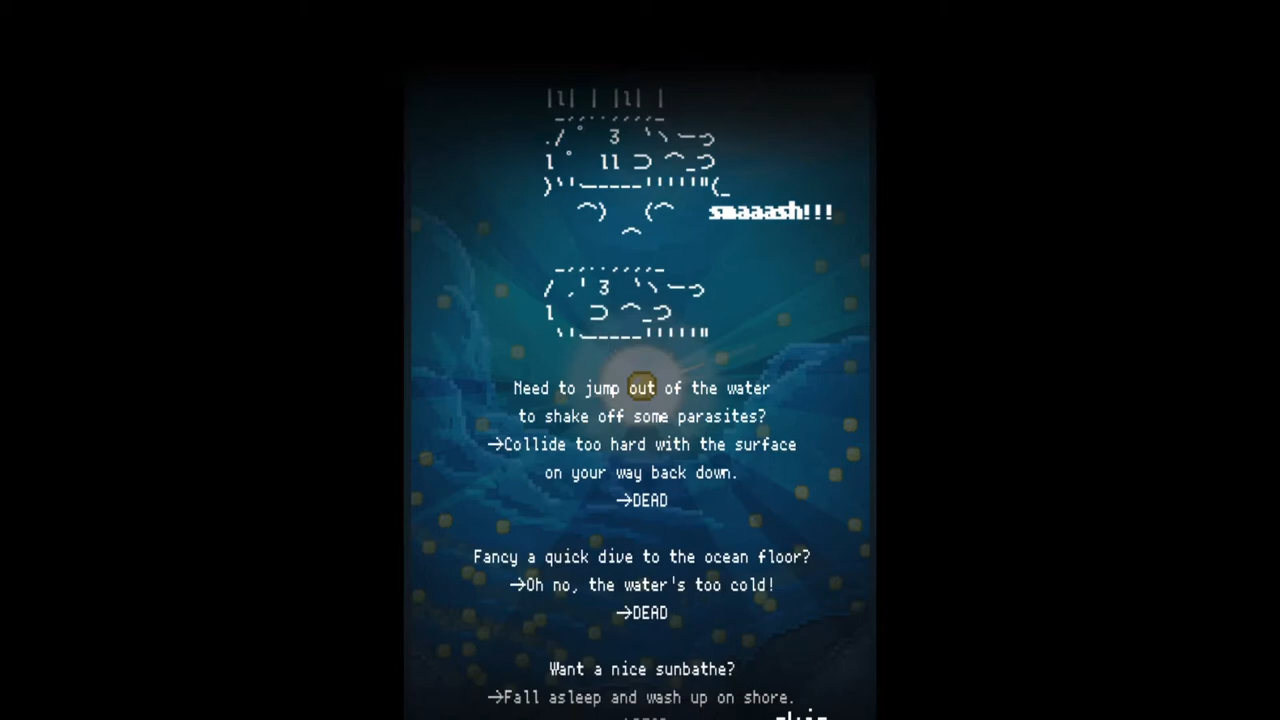 smaaash!!!
Need to jump out of the water
to shake off some parasites?
→Collide too hard with the surface
on your way back down.
→DEAD
Fancy a quick dive to the ocean floor?
→Oh no, the water's too cold!
→DEAD
Want a nice sunbathe?
→Fall asleep and wash up on shore.